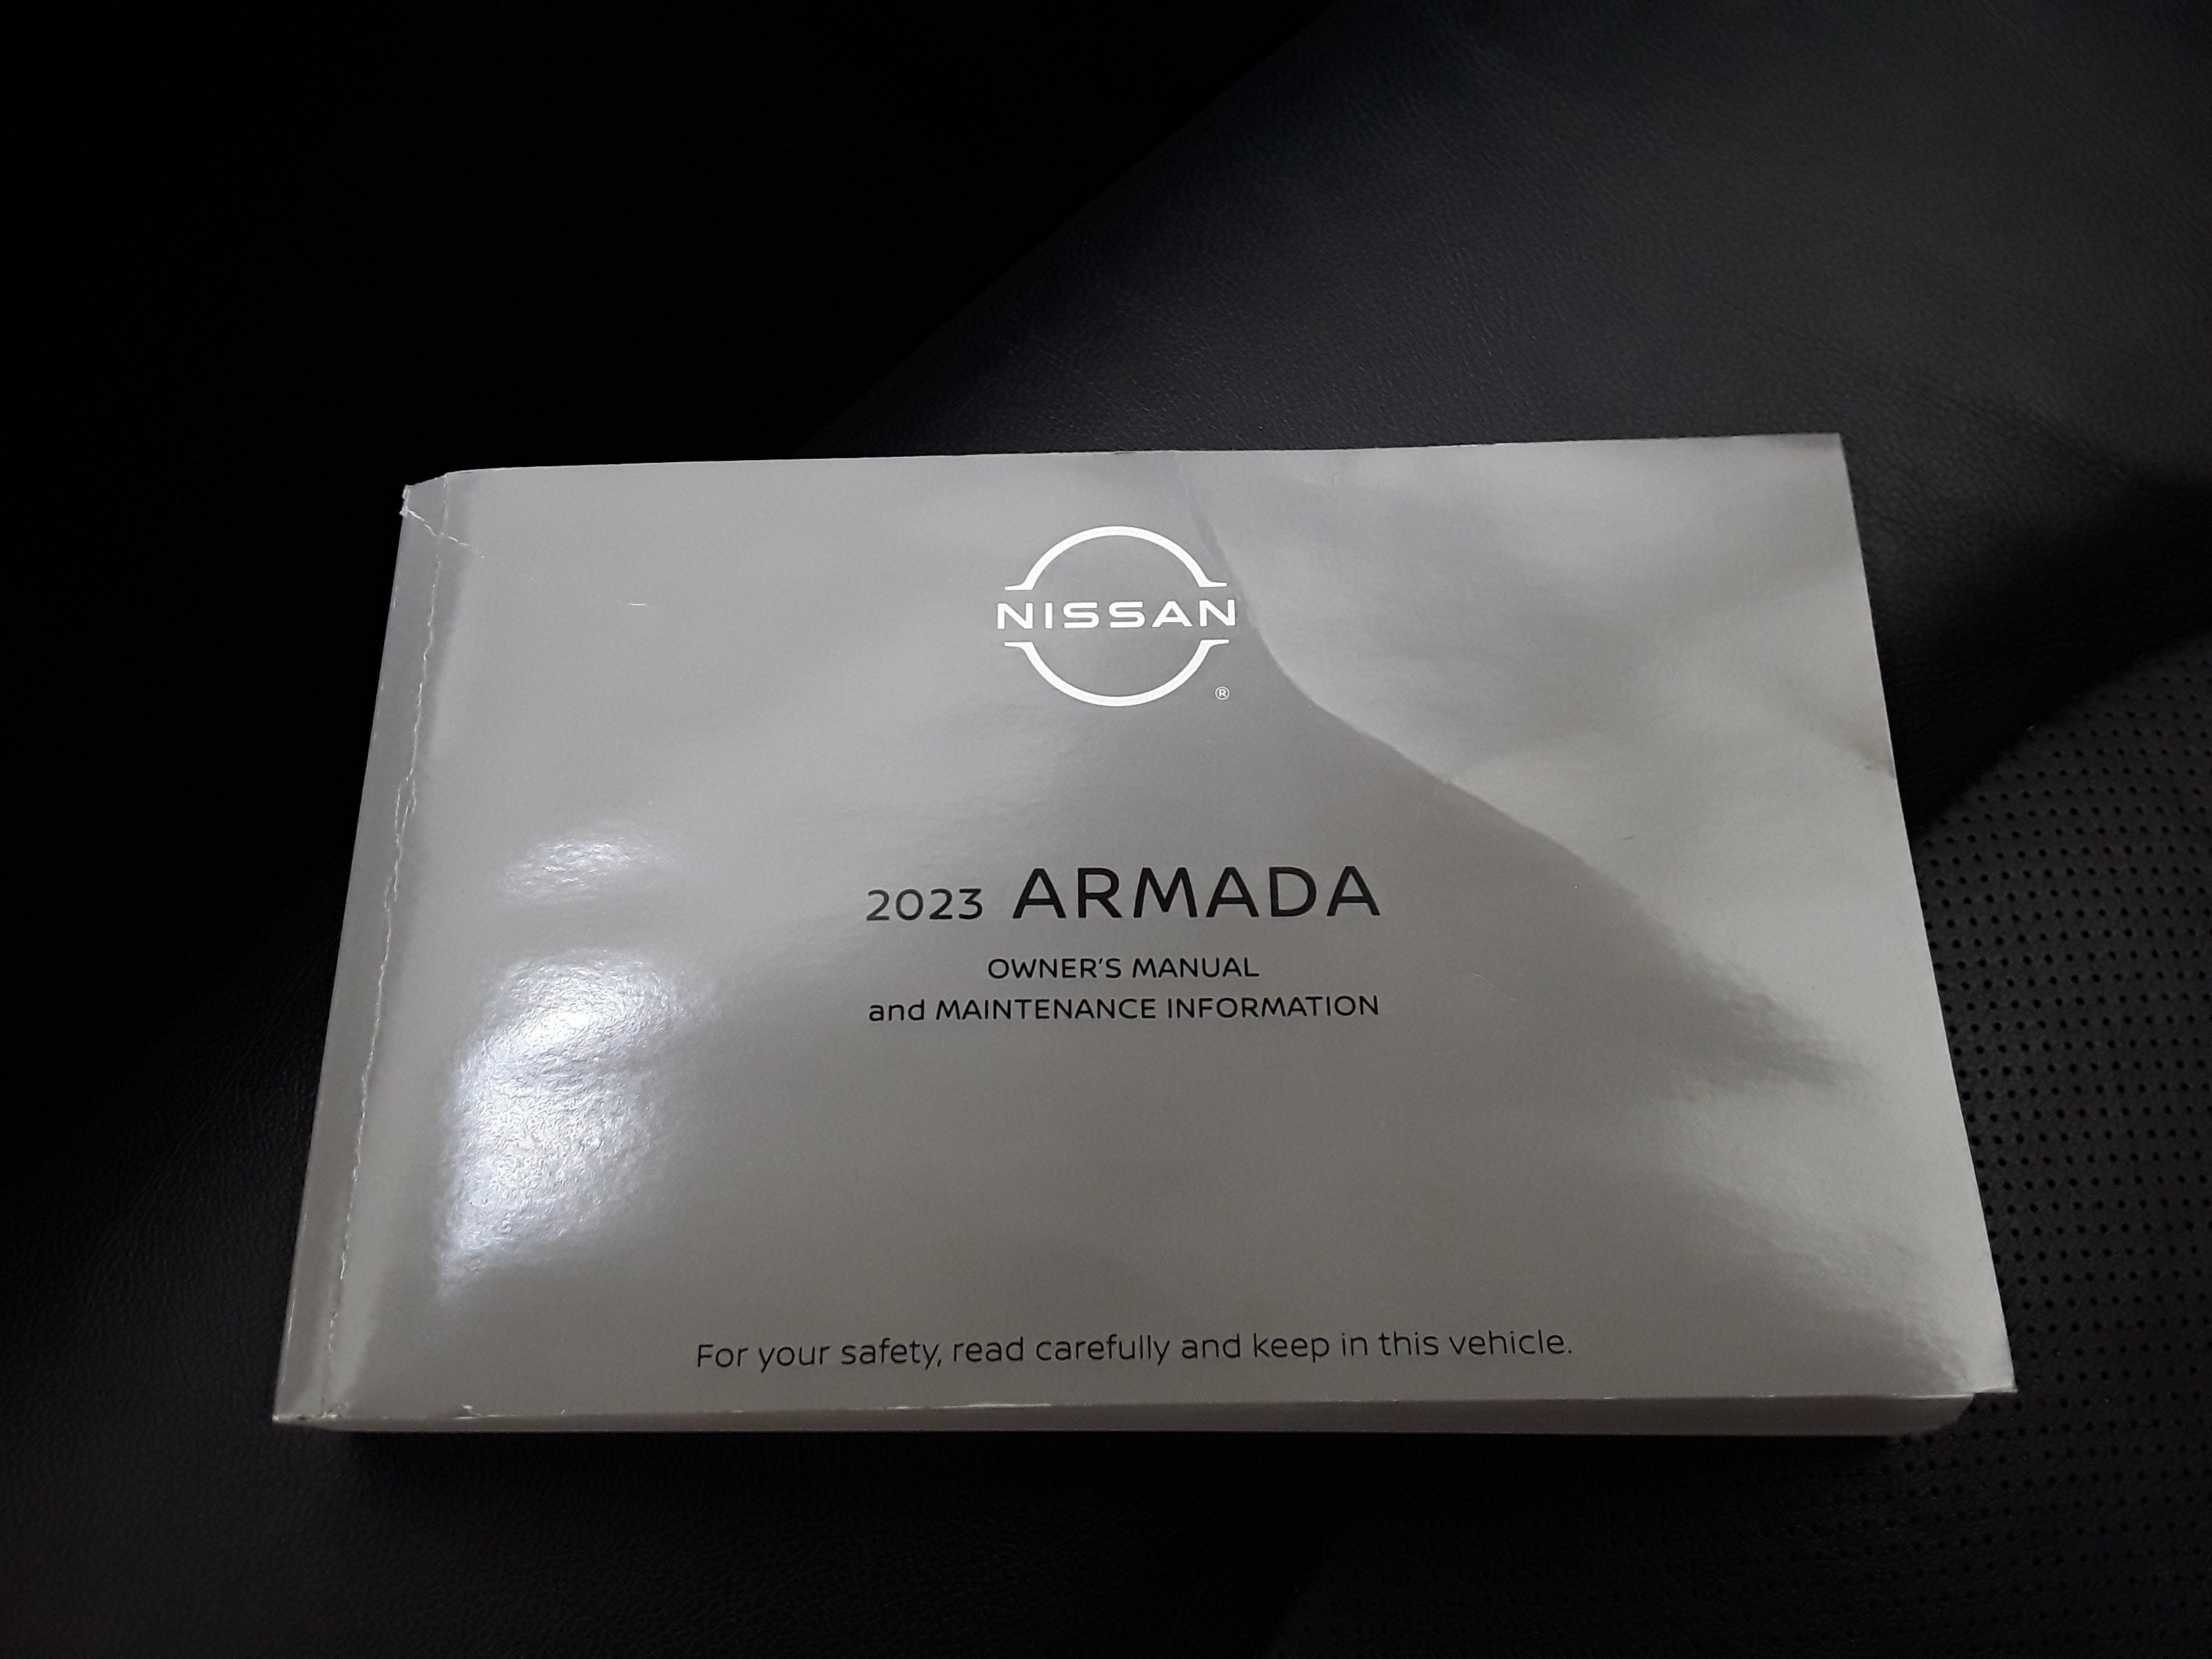 NISSAN
®
2023 ARMADA
OWNER'S MANUAL
and MAINTENANCE INFORMATION
For your safety, read carefully and keep in this vehicle.